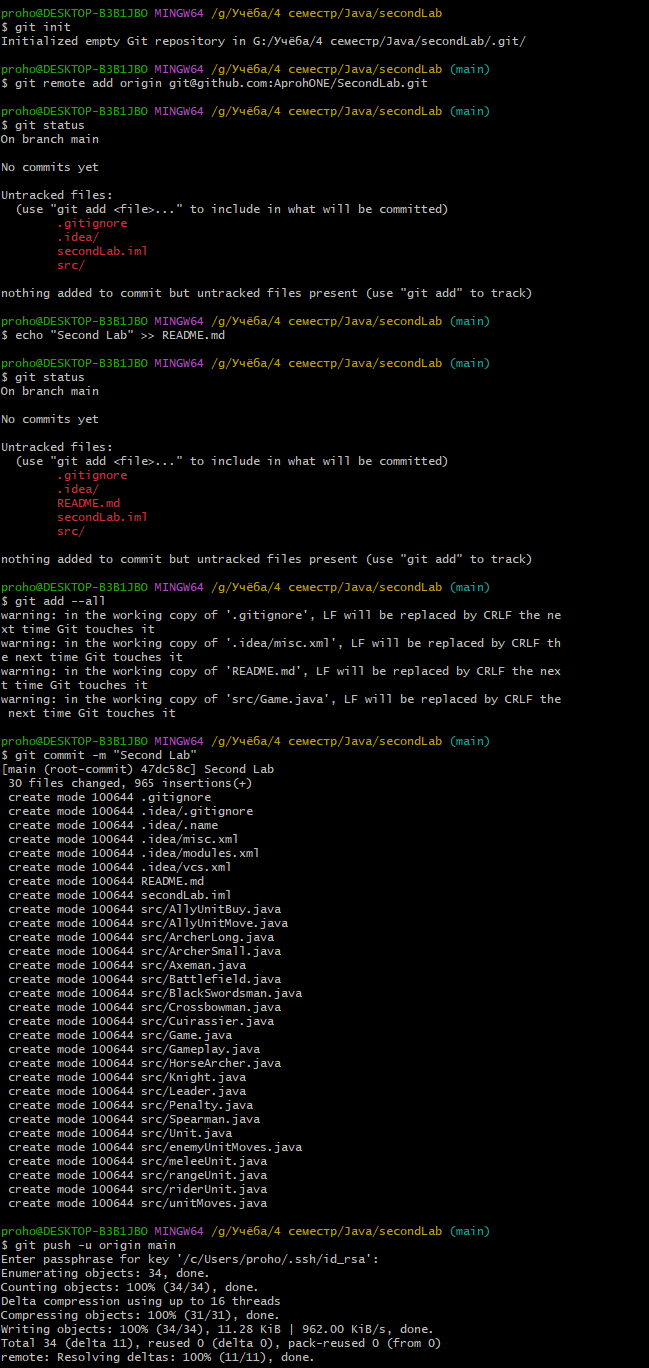 proho@DESKTOP-B3B1JBO MINGW64 /g/Учёба/4 семестр/Java/secondLab
$ git init
Initialized empty Git repository in G:/Учёба/4 семестр/Java/secondLab/.git/
proho@DESKTOP-B3B1JBO MINGW64 /g/Учёба/4 семестр/Java/secondLab (main)
$ git remote add origin git@github.com:AprohONE/SecondLab.git
proho@DESKTOP-B3B1JBO MINGW64 /g/Учёба/4 семестр/Java/secondLab (main)
$ git status
On branch main
No commits yet
Untracked files:
  (use "git add <file>..." to include in what will be committed)
        .gitignore
        .idea/
        secondLab.iml
        src/
nothing added to commit but untracked files present (use "git add" to track)
proho@DESKTOP-B3B1JBO MINGW64 /g/Учёба/4 семестр/Java/secondLab (main)
$ echo "Second Lab" >> README.md
proho@DESKTOP-B3B1JBO MINGW64 /g/Учёба/4 семестр/Java/secondLab (main)
$ git status
On branch main
No commits yet
Untracked files:
  (use "git add <file>..." to include in what will be committed)
        .gitignore
        .idea/
        README.md
        secondLab.iml
        src/
nothing added to commit but untracked files present (use "git add" to track)
proho@DESKTOP-B3B1JBO MINGW64 /g/Учёба/4 семестр/Java/secondLab (main)
$ git add --all
warning: in the working copy of '.gitignore', LF will be replaced by CRLF the ne
xt time Git touches it
warning: in the working copy of '.idea/misc.xml', LF will be replaced by CRLF th
e next time Git touches it
warning: in the working copy of 'README.md', LF will be replaced by CRLF the nex
t time Git touches it
warning: in the working copy of 'src/Game.java', LF will be replaced by CRLF the
 next time Git touches it
proho@DESKTOP-B3B1JBO MINGW64 /g/Учёба/4 семестр/Java/secondLab (main)
$ git commit -m "Second Lab"
[main (root-commit) 47dc58c] Second Lab
 30 files changed, 965 insertions(+)
 create mode 100644 .gitignore
 create mode 100644 .idea/.gitignore
 create mode 100644 .idea/.name
 create mode 100644 .idea/misc.xml
 create mode 100644 .idea/modules.xml
 create mode 100644 .idea/vcs.xml
 create mode 100644 README.md
 create mode 100644 secondLab.iml
 create mode 100644 src/AllyUnitBuy.java
 create mode 100644 src/AllyUnitMove.java
 create mode 100644 src/ArcherLong.java
 create mode 100644 src/ArcherSmall.java
 create mode 100644 src/Axeman.java
 create mode 100644 src/Battlefield.java
 create mode 100644 src/BlackSwordsman.java
 create mode 100644 src/Crossbowman.java
 create mode 100644 src/Cuirassier.java
 create mode 100644 src/Game.java
 create mode 100644 src/Gameplay.java
 create mode 100644 src/HorseArcher.java
 create mode 100644 src/Knight.java
 create mode 100644 src/Leader.java
 create mode 100644 src/Penalty.java
 create mode 100644 src/Spearman.java
 create mode 100644 src/Unit.java
 create mode 100644 src/enemyUnitMoves.java
 create mode 100644 src/meleeUnit.java
 create mode 100644 src/rangeUnit.java
 create mode 100644 src/riderUnit.java
 create mode 100644 src/unitMoves.java
proho@DESKTOP-B3B1JBO MINGW64 /g/Учёба/4 семестр/Java/secondLab (main)
$ git push -u origin main
Enter passphrase for key '/c/Users/proho/.ssh/id_rsa':
Enumerating objects: 34, done.
Counting objects: 100% (34/34), done.
Delta compression using up to 16 threads
Compressing objects: 100% (31/31), done.
Writing objects: 100% (34/34), 11.28 KiB | 962.00 KiB/s, done.
Total 34 (delta 11), reused 0 (delta 0), pack-reused 0 (from 0)
remote: Resolving deltas: 100% (11/11), done.